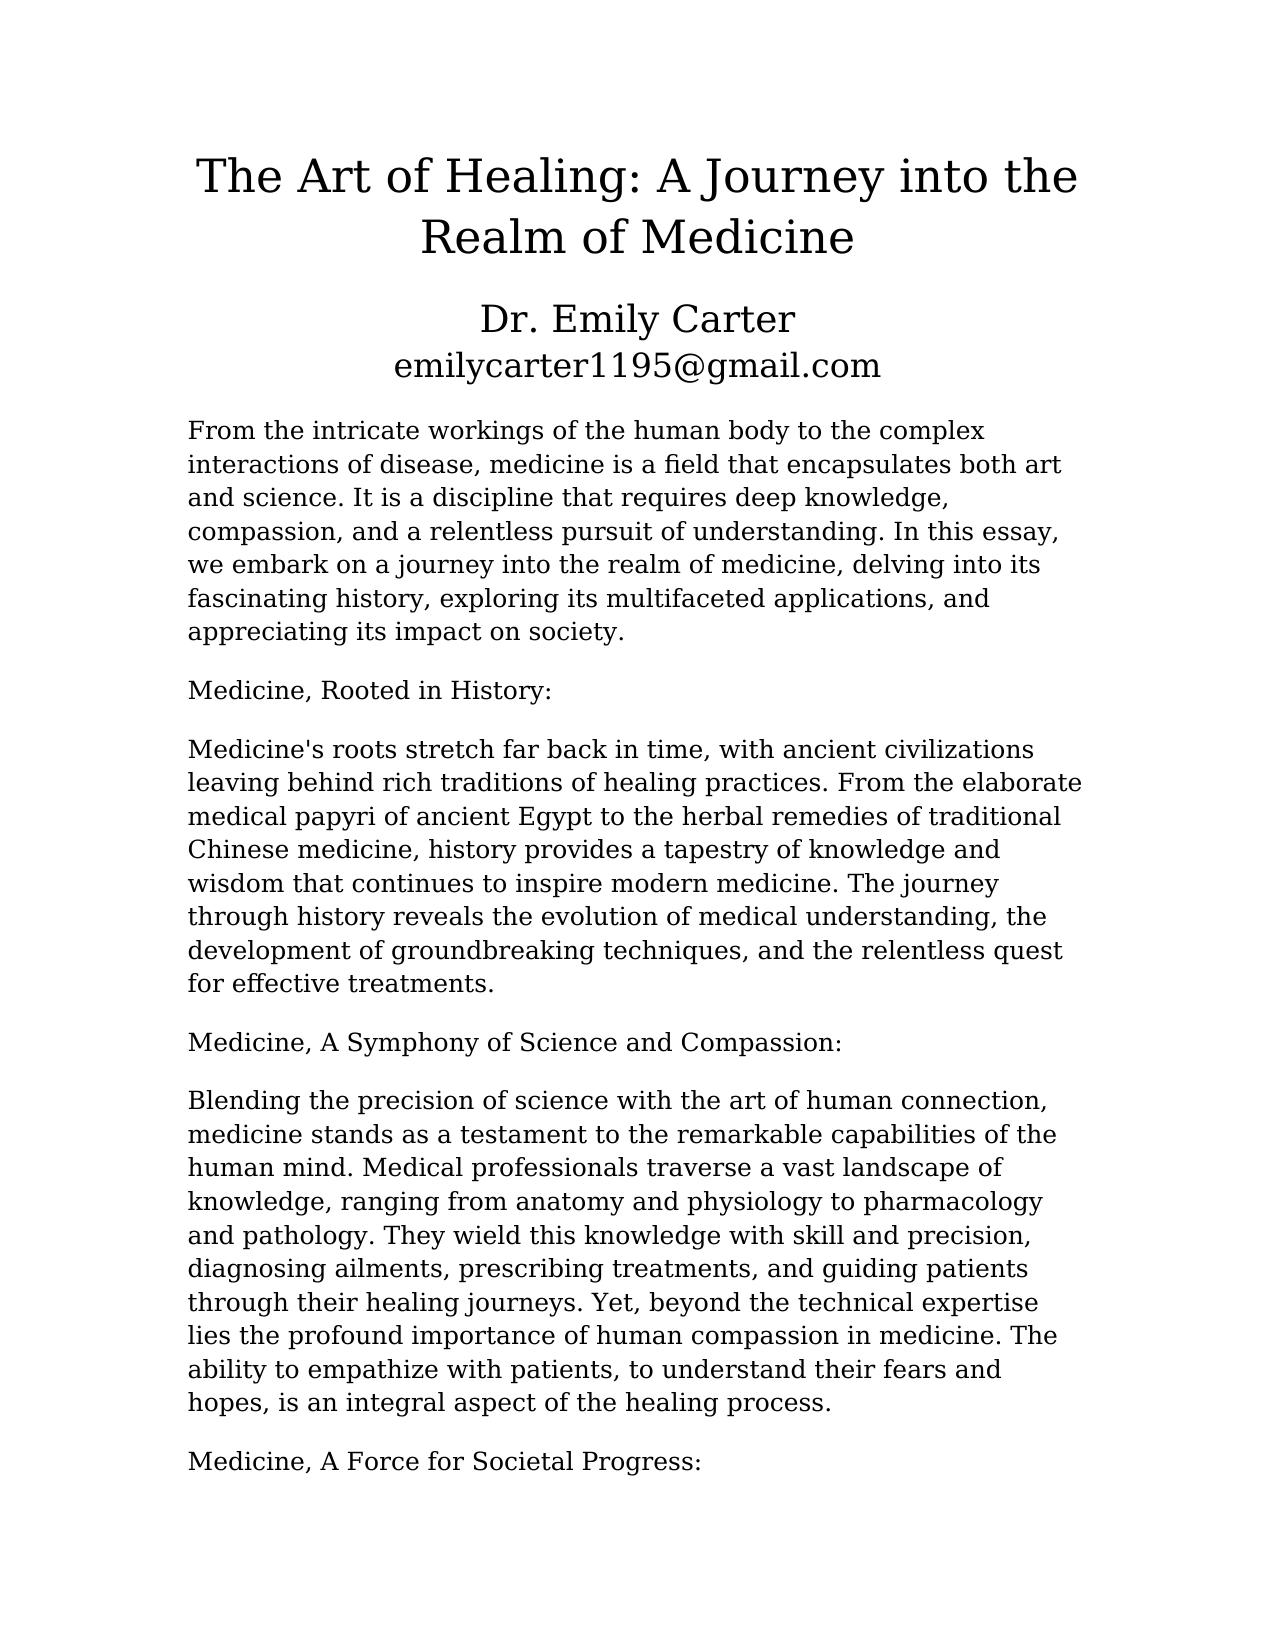 The Art of Healing: A Journey into the
Realm of Medicine
Dr. Emily Carter
emilycarter1195@gmail.com
From the intricate workings of the human body to the complex
interactions of disease, medicine is a field that encapsulates both art
and science. It is a discipline that requires deep knowledge,
compassion, and a relentless pursuit of understanding. In this essay,
we embark on a journey into the realm of medicine, delving into its
fascinating history, exploring its multifaceted applications, and
appreciating its impact on society.
Medicine, Rooted in History:
Medicine's roots stretch far back in time, with ancient civilizations
leaving behind rich traditions of healing practices. From the elaborate
medical papyri of ancient Egypt to the herbal remedies of traditional
Chinese medicine, history provides a tapestry of knowledge and
wisdom that continues to inspire modern medicine. The journey
through history reveals the evolution of medical understanding, the
development of groundbreaking techniques, and the relentless quest
for effective treatments.
Medicine, A Symphony of Science and Compassion:
Blending the precision of science with the art of human connection,
medicine stands as a testament to the remarkable capabilities of the
human mind. Medical professionals traverse a vast landscape of
knowledge, ranging from anatomy and physiology to pharmacology
and pathology. They wield this knowledge with skill and precision,
diagnosing ailments, prescribing treatments, and guiding patients
through their healing journeys. Yet, beyond the technical expertise
lies the profound importance of human compassion in medicine. The
ability to empathize with patients, to understand their fears and
hopes, is an integral aspect of the healing process.
Medicine, A Force for Societal Progress: